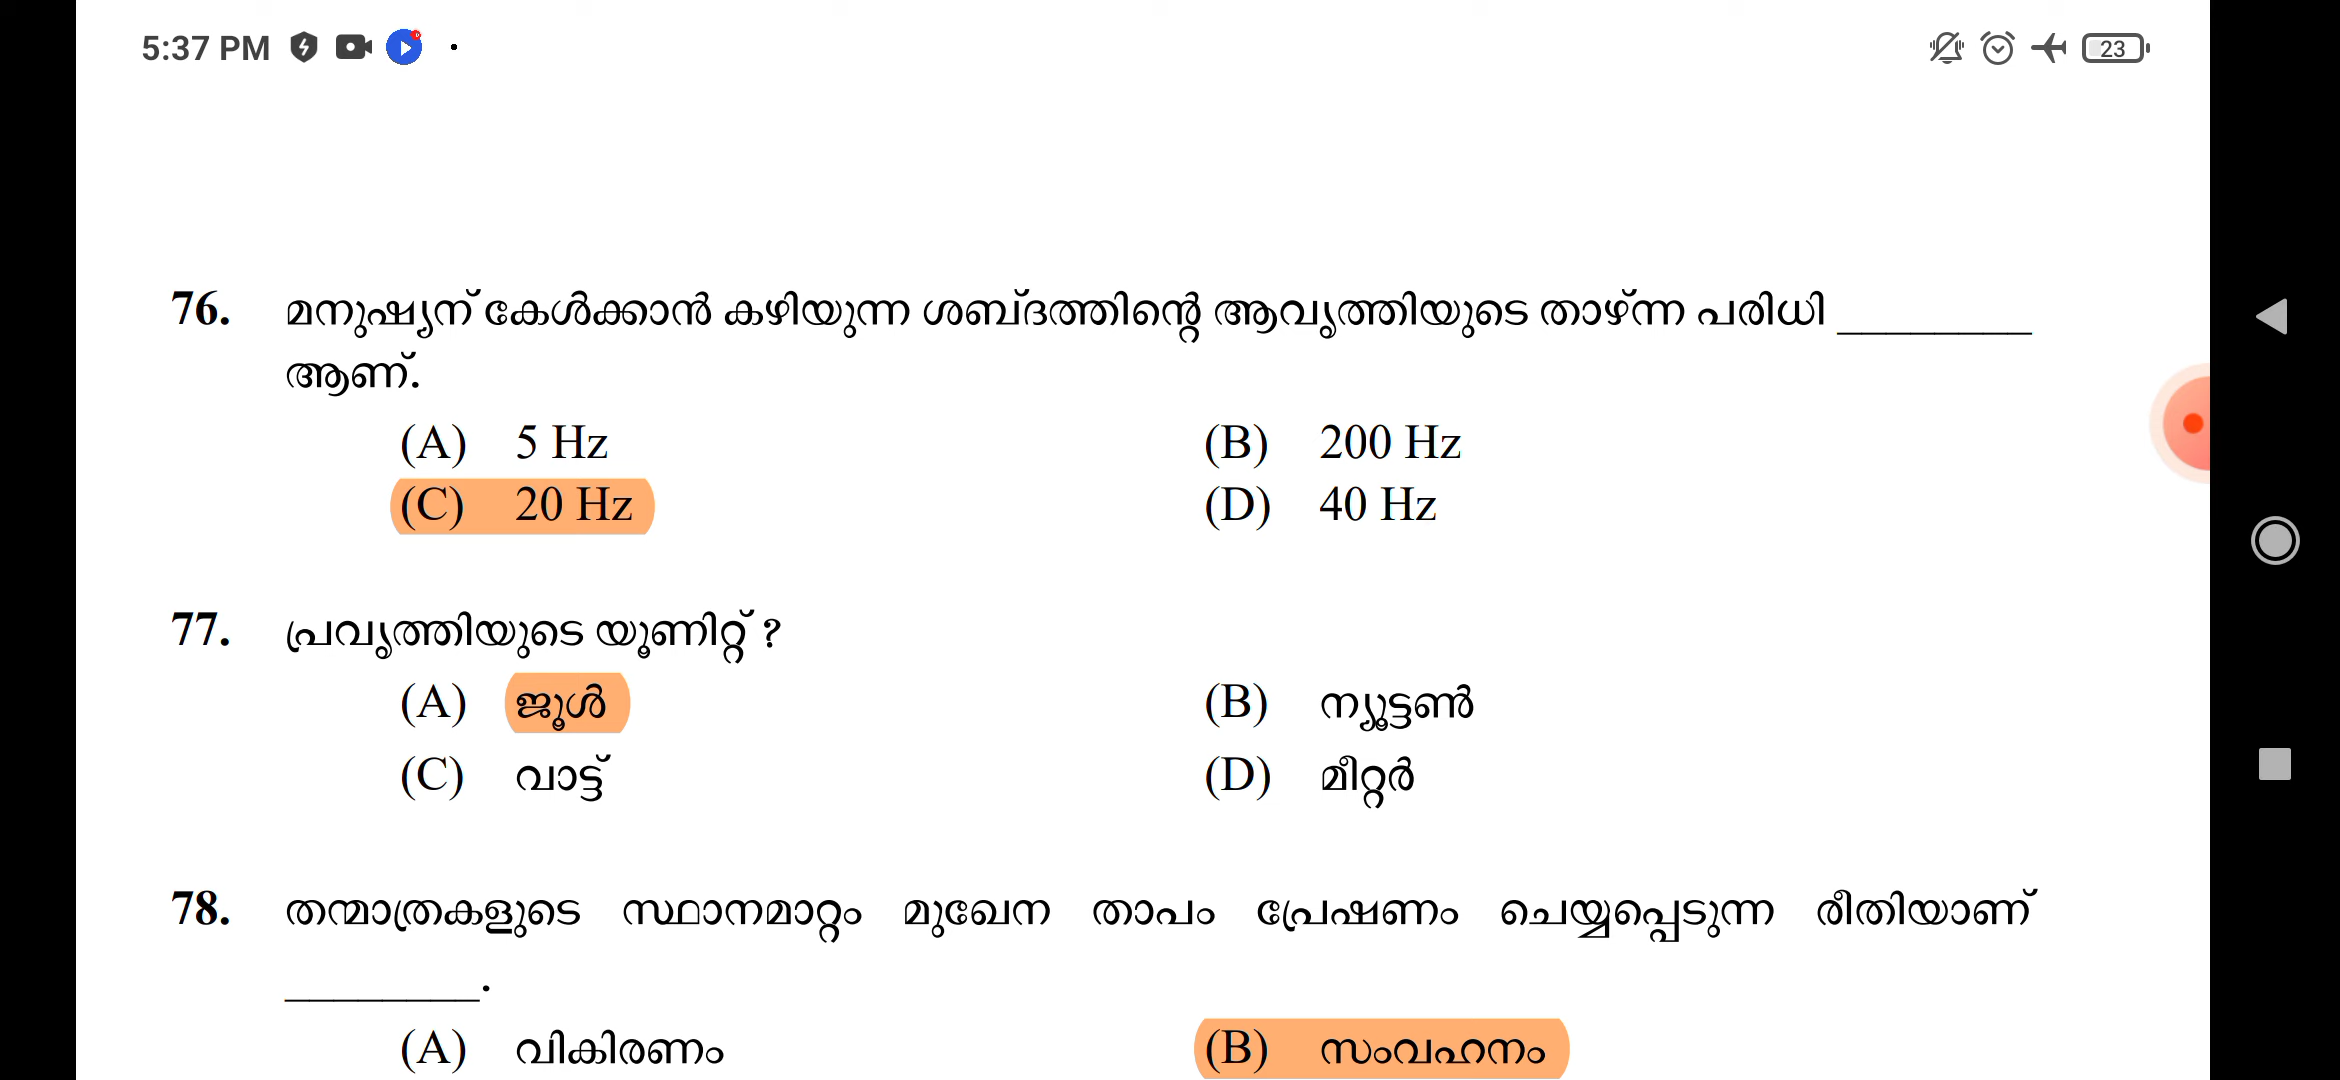 5:37 PM
23
76. മനുഷ്യന് കേൾക്കാൻ കഴിയുന്ന ശബ്ദത്തിന്റെ ആവൃത്തിയുടെ താഴ്ന്ന പരിധി ________
ആണ്.
(A) 5 Hz (B) 200 Hz
(C) 20 Hz (D) 40 Hz
77. പ്രവൃത്തിയുടെ യൂണിറ്റ് ?
(A) ജൂൾ (B) ന്യൂട്ടൺ
(C) വാട്ട് (D) മീറ്റർ
78. തന്മാത്രകളുടെ സ്ഥാനമാറ്റം മുഖേന താപം പ്രേഷണം ചെയ്യപ്പെടുന്ന രീതിയാണ്
________.
(A) വികിരണം (B) സംവഹനം